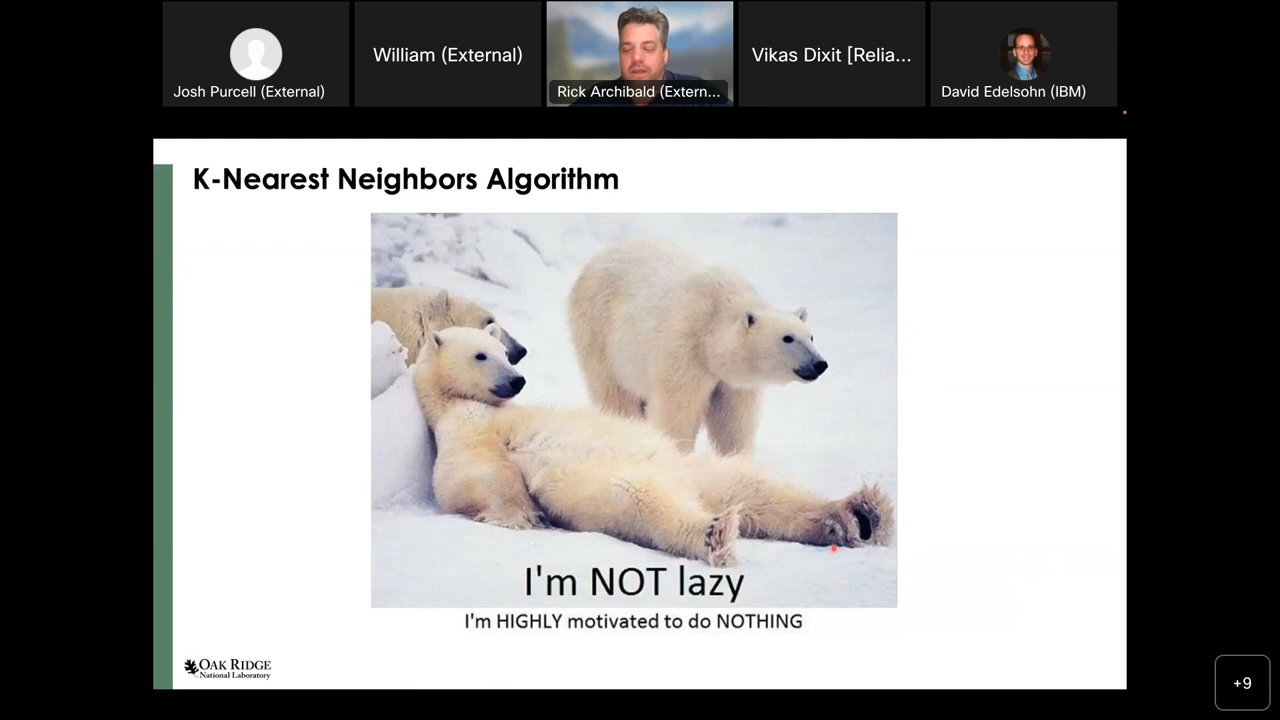 Josh Purcell (External)
William (External)
Rick Archibald (Extern...
Vikas Dixit [Relia...
David Edelsohn (IBM)
K-Nearest Neighbors Algorithm
I'm NOT lazy
I'm HIGHLY motivated to do NOTHING
OAK RIDGE
National Laboratory
+9